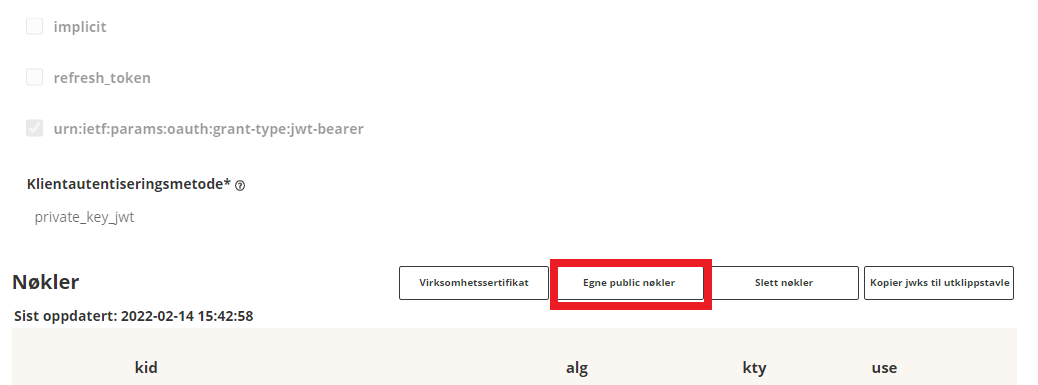 implicit
refresh_token
urn:ietf:params:oauth:grant-type:jwt-bearer
Klientautentiseringsmetode* ?
private_key_jwt
Nøkler Virksomhetssertifikat Egne public nøkler Slett nøkler Kopier jwks til utklippstavle
Sist oppdatert: 2022-02-14 15:42:58
kid alg kty use